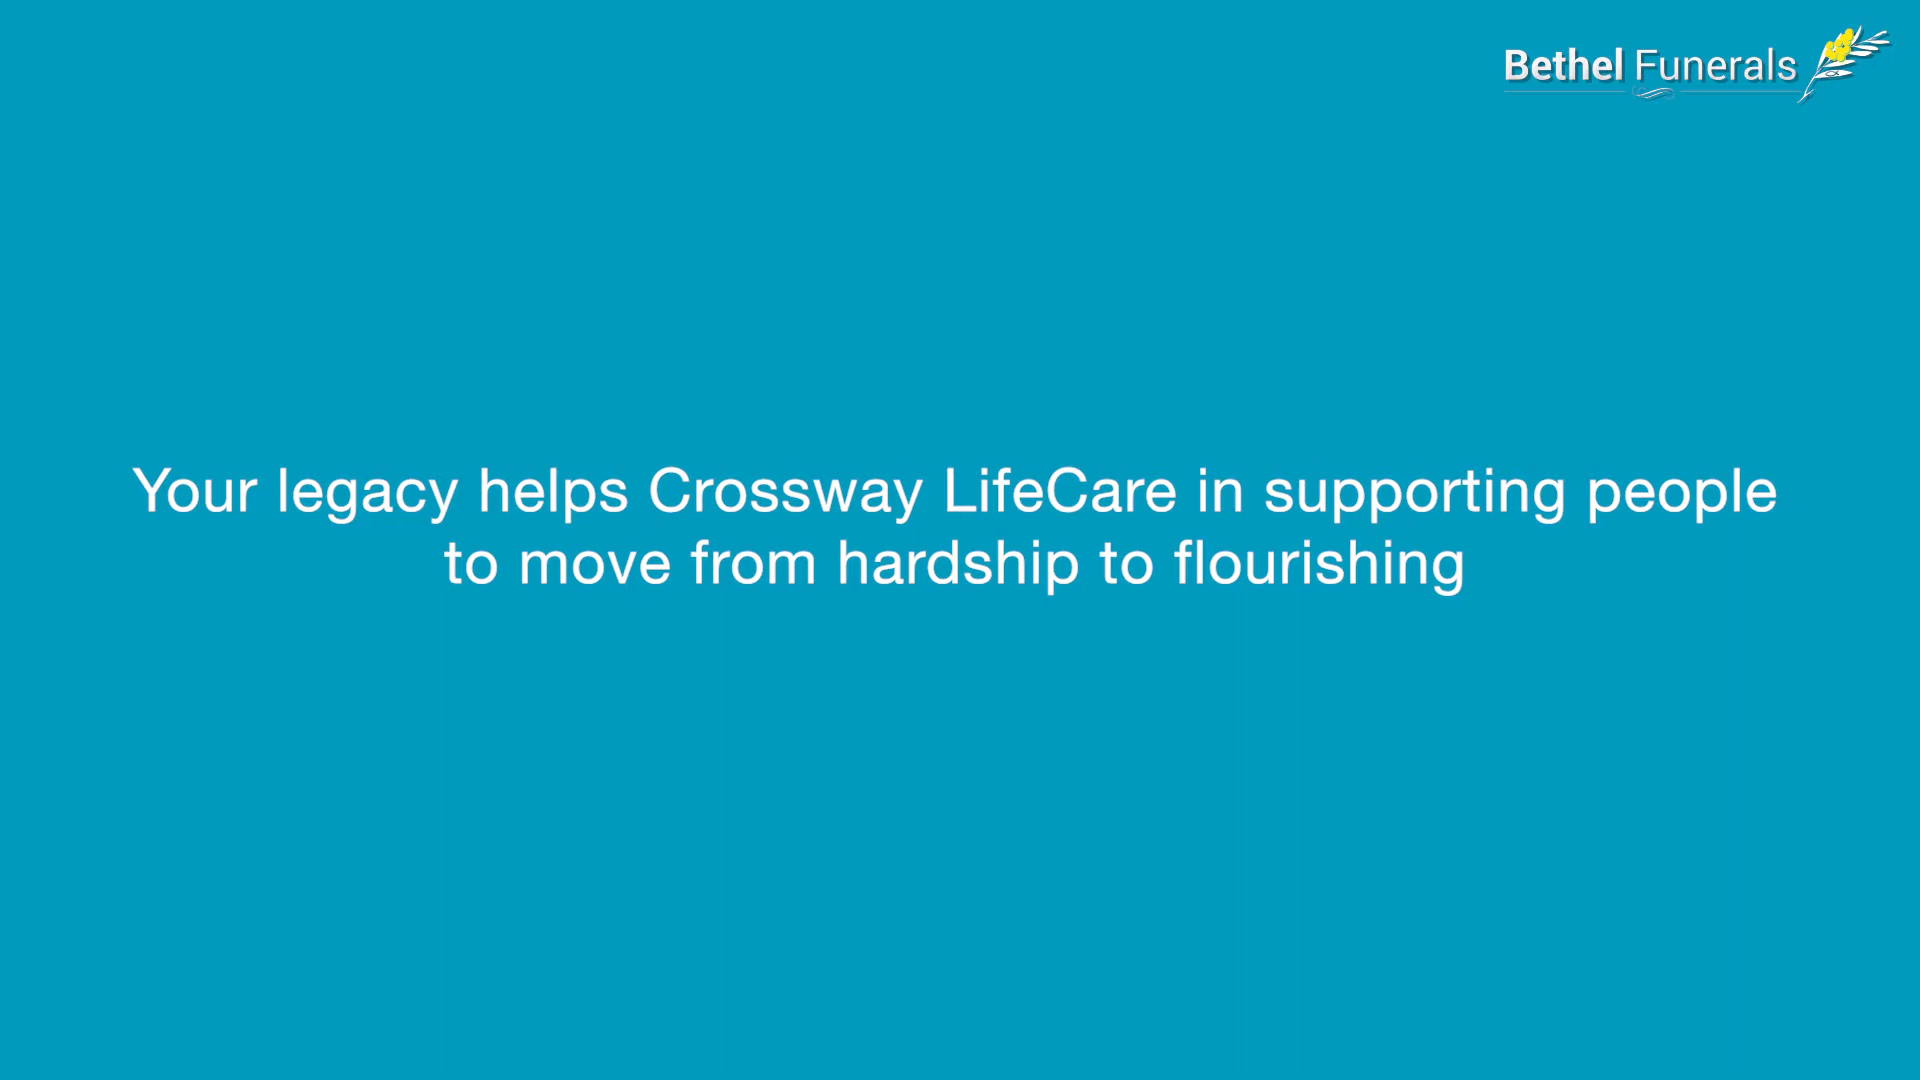 Bethel Funerals
Your legacy helps Crossway LifeCare in supporting people
to move from hardship to flourishing